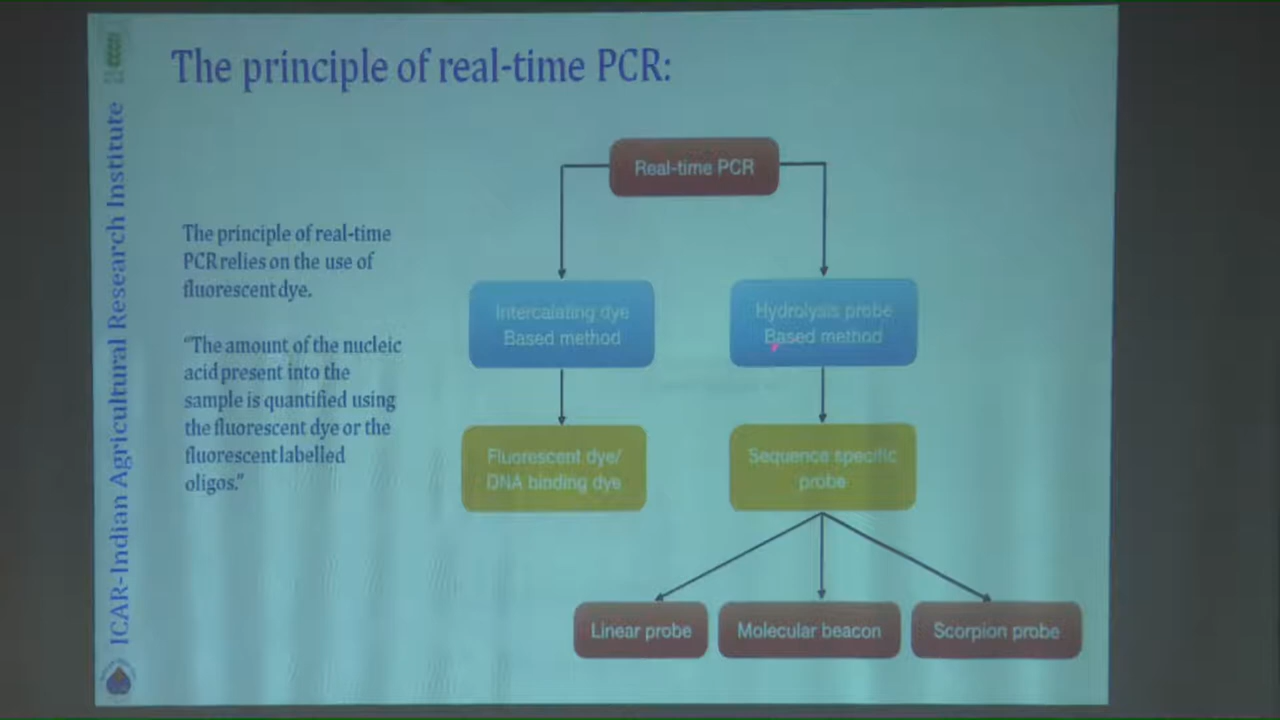 The principle of real-time PCR:
ICAR-Indian Agricultural Research Institute
The principle of real-time
PCR relies on the use of
fluorescent dye.
"The amount of the nucleic
acid present into the
sample is quantified using
the fluorescent dye or the
fluorescent labelled
oligos."
Real-time PCR
Intercalating dye
Based method
Hydrolysis probe
Based method
Fluorescent dye/
DNA binding dye
Sequence specific
probe
Linear probe
Molecular beacon
Scorpion probe